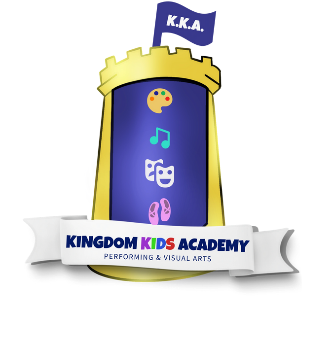 K.K.A.
KINGDOM KIDS ACADEMY
PERFORMING & VISUAL ARTS